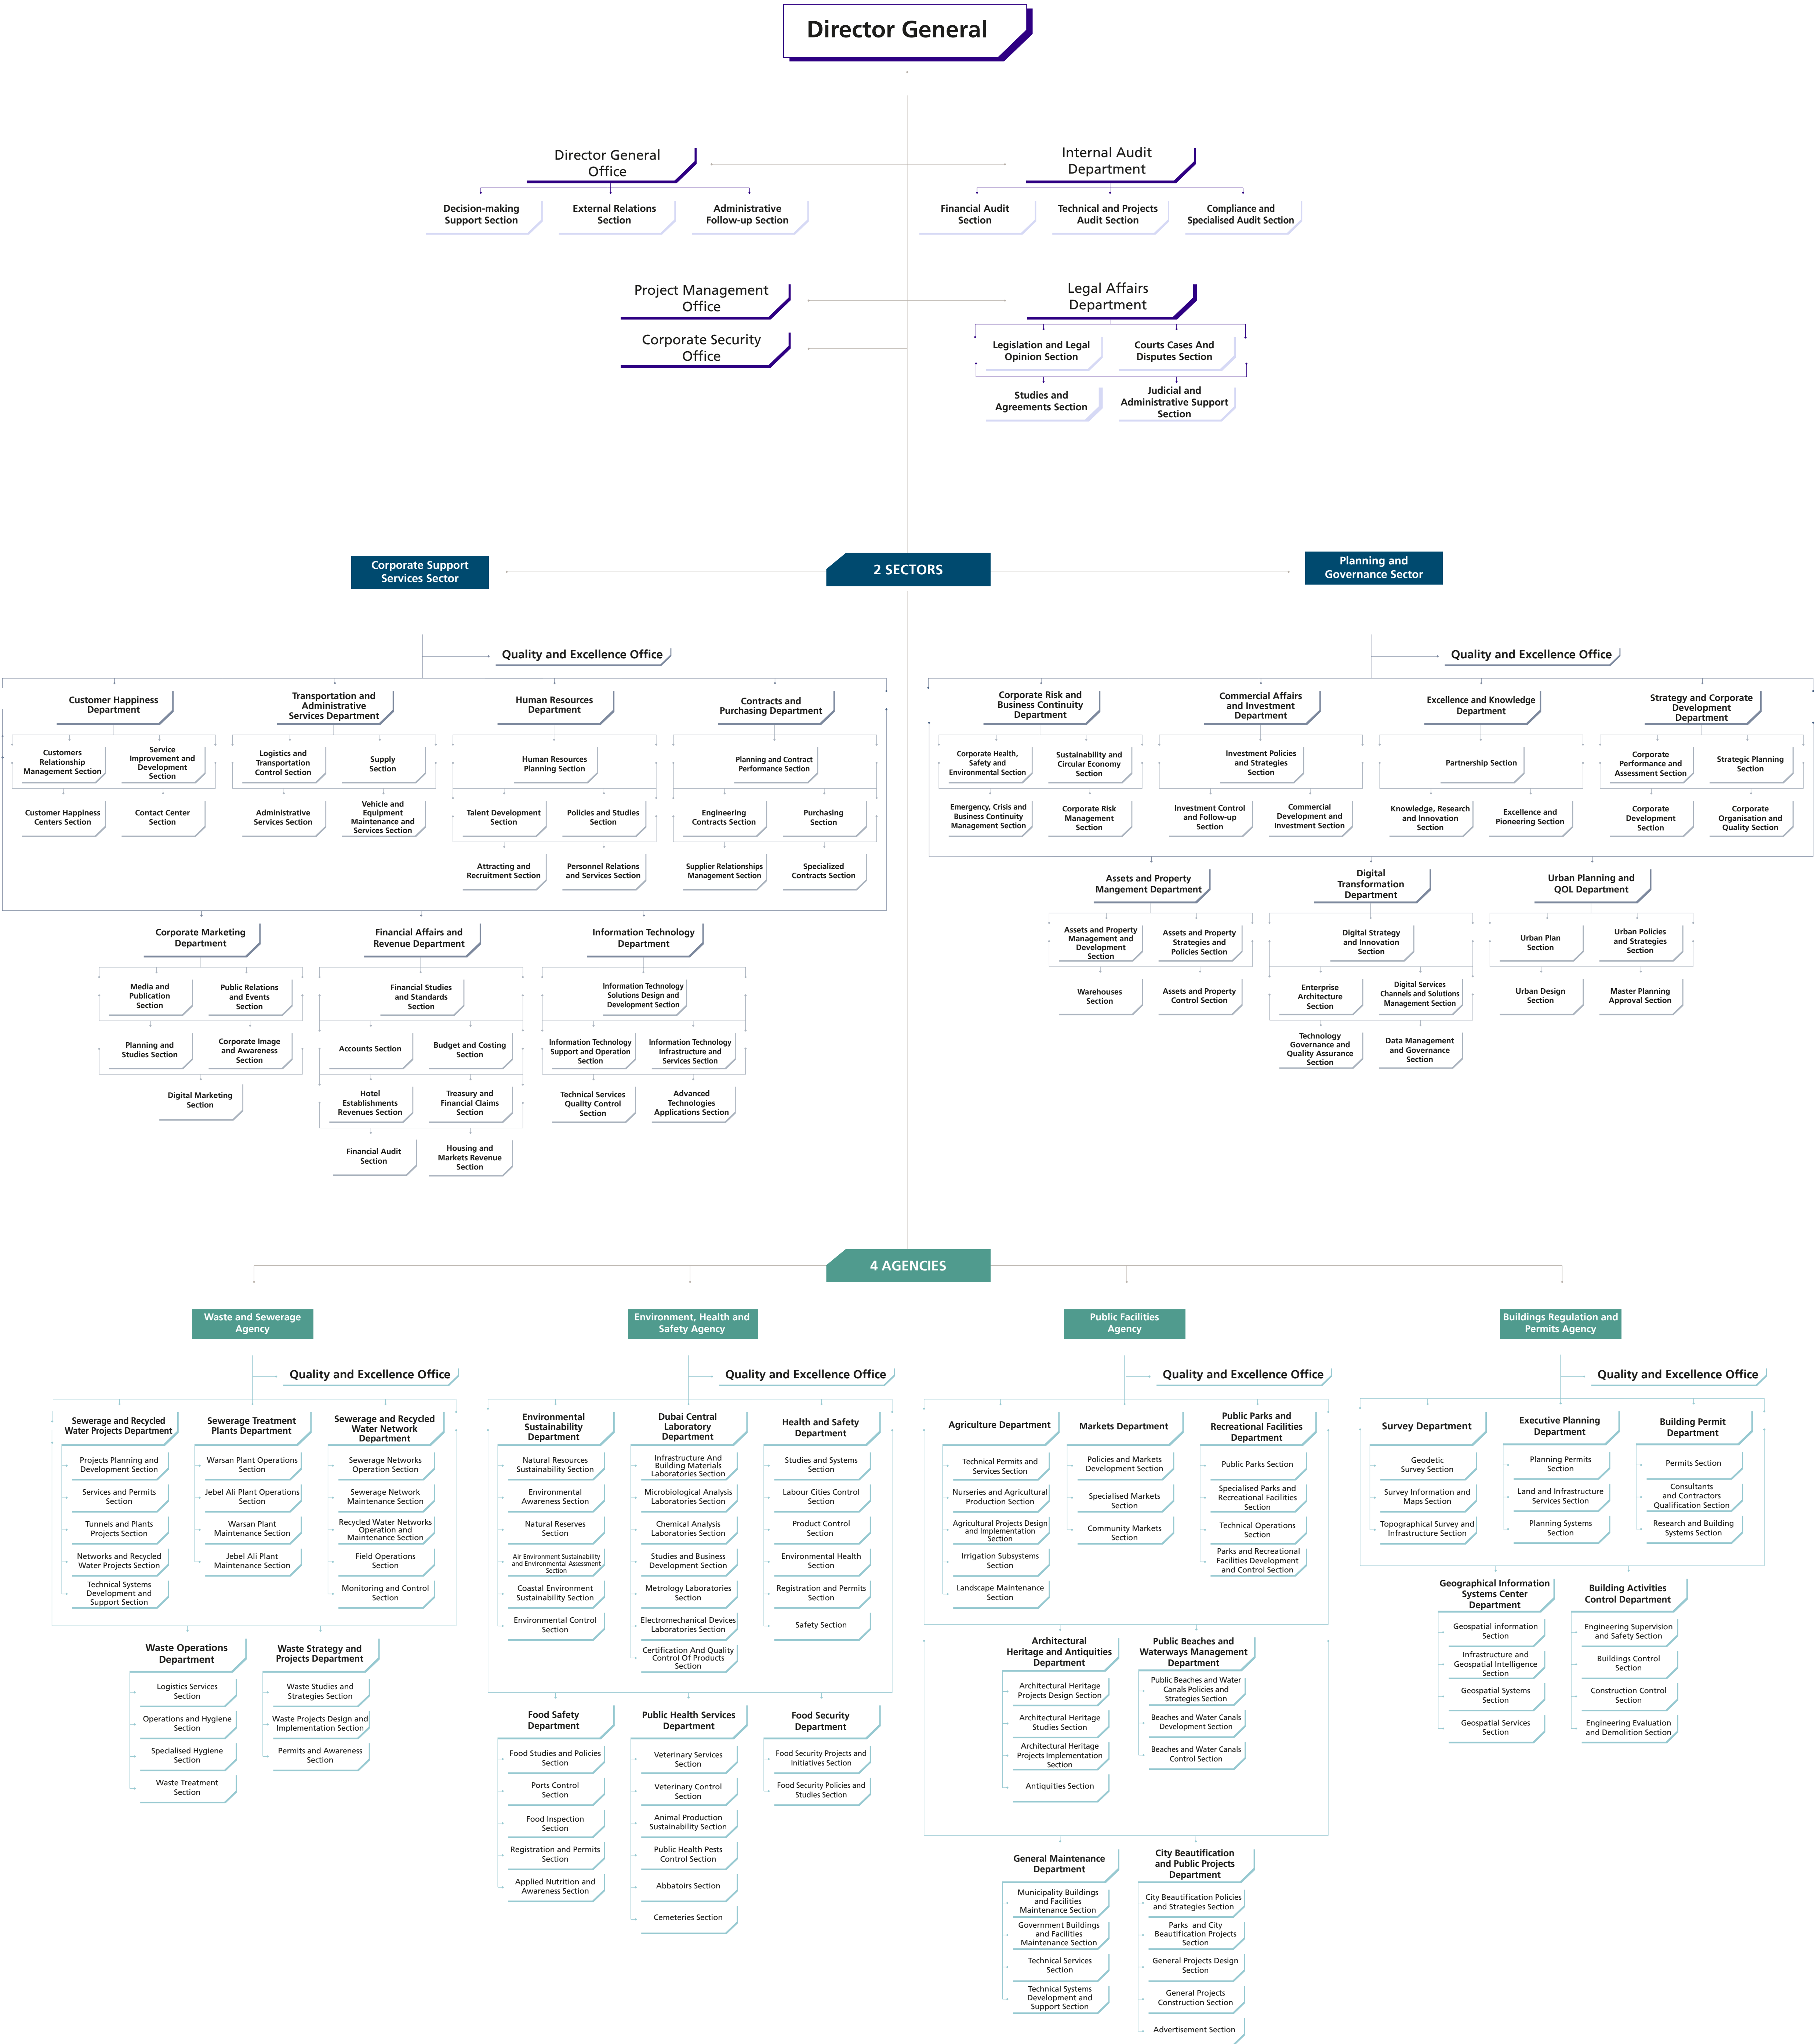 Director General
Director General
Office
Internal Audit
Department
Decision-making
Support Section
External Relations
Section
Administrative
Follow-up Section
Financial Audit
Section
Technical and Projects
Audit Section
Compliance and
Specialised Audit Section
Project Management
Office
Legal Affairs
Department
Corporate Security
Office
Legislation and Legal
Opinion Section
Courts Cases And
Disputes Section
Studies and
Agreements Section
Judicial and
Administrative Support
Section
Corporate Support
Services Sector
2 SECTORS
Planning and
Governance Sector
Quality and Excellence Office
Customer Happiness
Department
Transportation and
Administrative
Services Department
Human Resources
Department
Contracts and
Purchasing Department
Customers
Relationship
Management Section
Service
Improvement and
Development
Section
Logistics and
Transportation
Control Section
Supply
Section
Human Resources
Planning Section
Planning and Contract
Performance Section
Customer Happiness
Centers Section
Contact Center
Section
Administrative
Services Section
Vehicle and
Equipment
Maintenance and
Services Section
Talent Development
Section
Policies and Studies
Section
Engineering
Contracts Section
Purchasing
Section
Attracting and
Recruitment Section
Personnel Relations
and Services Section
Supplier Relationships
Management Section
Specialized
Contracts Section
Corporate Marketing
Department
Financial Affairs and
Revenue Department
Information Technology
Department
Media and
Publication
Section
Public Relations
and Events
Section
Financial Studies
and Standards
Section
Information Technology
Solutions Design and
Development Section
Planning and
Studies Section
Corporate Image
and Awareness
Section
Accounts Section
Budget and Costing
Section
Information Technology
Support and Operation
Section
Information Technology
Infrastructure and
Services Section
Digital Marketing
Section
Hotel
Establishments
Revenues Section
Treasury and
Financial Claims
Section
Technical Services
Quality Control
Section
Advanced
Technologies
Applications Section
Financial Audit
Section
Housing and
Markets Revenue
Section
Quality and Excellence Office
Corporate Risk and
Business Continuity
Department
Commercial Affairs
and Investment
Department
Excellence and Knowledge
Department
Strategy and Corporate
Development
Department
Corporate Health,
Safety and
Environmental Section
Sustainability and
Circular Economy
Section
Investment Policies
and Strategies
Section
Partnership Section
Corporate
Performance and
Assessment Section
Strategic Planning
Section
Emergency, Crisis and
Business Continuity
Management Section
Corporate Risk
Management
Section
Investment Control
and Follow-up
Section
Commercial
Development and
Investment Section
Knowledge, Research
and Innovation
Section
Excellence and
Pioneering Section
Corporate
Development
Section
Corporate
Organisation and
Quality Section
Assets and Property
Mangement Department
Digital
Transformation
Department
Urban Planning and
QOL Department
Assets and Property
Management and
Development
Section
Assets and Property
Strategies and
Policies Section
Digital Strategy
and Innovation
Section
Urban Plan
Section
Urban Policies
and Strategies
Section
Warehouses
Section
Assets and Property
Control Section
Enterprise
Architecture
Section
Digital Services
Channels and Solutions
Management Section
Urban Design
Section
Master Planning
Approval Section
Technology
Governance and
Quality Assurance
Section
Data Management
and Governance
Section
4 AGENCIES
Waste and Sewerage
Agency
Environment, Health and
Safety Agency
Public Facilities
Agency
Buildings Regulation and
Permits Agency
Quality and Excellence Office
Sewerage and Recycled
Water Projects Department
Sewerage Treatment
Plants Department
Sewerage and Recycled
Water Network
Department
Projects Planning and
Development Section
Services and Permits
Section
Tunnels and Plants
Projects Section
Networks and Recycled
Water Projects Section
Technical Systems
Development and
Support Section
Warsan Plant Operations
Section
Jebel Ali Plant Operations
Section
Warsan Plant
Maintenance Section
Jebel Ali Plant
Maintenance Section
Sewerage Networks
Operation Section
Sewerage Network
Maintenance Section
Recycled Water Networks
Operation and
Maintenance Section
Field Operations
Section
Monitoring and Control
Section
Waste Operations
Department
Waste Strategy and
Projects Department
Logistics Services
Section
Operations and Hygiene
Section
Specialised Hygiene
Section
Waste Treatment
Section
Waste Studies and
Strategies Section
Waste Projects Design and
Implementation Section
Permits and Awareness
Section
Quality and Excellence Office
Environmental
Sustainability
Department
Dubai Central
Laboratory
Department
Health and Safety
Department
Natural Resources
Sustainability Section
Environmental
Awareness Section
Natural Reserves
Section
Air Environment Sustainability
and Environmental Assessment
Section
Coastal Environment
Sustainability Section
Environmental Control
Section
Infrastructure And
Building Materials
Laboratories Section
Microbiological Analysis
Laboratories Section
Chemical Analysis
Laboratories Section
Studies and Business
Development Section
Metrology Laboratories
Section
Electromechanical Devices
Laboratories Section
Certification And Quality
Control Of Products
Section
Studies and Systems
Section
Labour Cities Control
Section
Product Control
Section
Environmental Health
Section
Registration and Permits
Section
Safety Section
Food Safety
Department
Public Health Services
Department
Food Security
Department
Food Studies and Policies
Section
Ports Control
Section
Food Inspection
Section
Registration and Permits
Section
Applied Nutrition and
Awareness Section
Veterinary Services
Section
Veterinary Control
Section
Animal Production
Sustainability Section
Public Health Pests
Control Section
Abbatoirs Section
Cemeteries Section
Food Security Projects and
Initiatives Section
Food Security Policies and
Studies Section
Quality and Excellence Office
Agriculture Department
Markets Department
Public Parks and
Recreational Facilities
Department
Technical Permits and
Services Section
Nurseries and Agricultural
Production Section
Agricultural Projects Design
and Implementation
Section
Irrigation Subsystems
Section
Landscape Maintenance
Section
Policies and Markets
Development Section
Specialised Markets
Section
Community Markets
Section
Public Parks Section
Specialised Parks and
Recreational Facilities
Section
Technical Operations
Section
Parks and Recreational
Facilities Development
and Control Section
Architectural
Heritage and Antiquities
Department
Public Beaches and
Waterways Management
Department
Architectural Heritage
Projects Design Section
Architectural Heritage
Studies Section
Architectural Heritage
Projects Implementation
Section
Antiquities Section
Public Beaches and Water
Canals Policies and
Strategies Section
Beaches and Water Canals
Development Section
Beaches and Water Canals
Control Section
General Maintenance
Department
City Beautification
and Public Projects
Department
Municipality Buildings
and Facilities
Maintenance Section
Government Buildings
and Facilities
Maintenance Section
Technical Services
Section
Technical Systems
Development and
Support Section
City Beautification Policies
and Strategies Section
Parks and City
Beautification Projects
Section
General Projects Design
Section
General Projects
Construction Section
Advertisement Section
Quality and Excellence Office
Survey Department
Executive Planning
Department
Building Permit
Department
Geodetic
Survey Section
Survey Information and
Maps Section
Topographical Survey and
Infrastructure Section
Planning Permits
Section
Land and Infrastructure
Services Section
Planning Systems
Section
Permits Section
Consultants
and Contractors
Qualification Section
Research and Building
Systems Section
Geographical Information
Systems Center
Department
Building Activities
Control Department
Geospatial information
Section
Infrastructure and
Geospatial Intelligence
Section
Geospatial Systems
Section
Geospatial Services
Section
Engineering Supervision
and Safety Section
Buildings Control
Section
Construction Control
Section
Engineering Evaluation
and Demolition Section